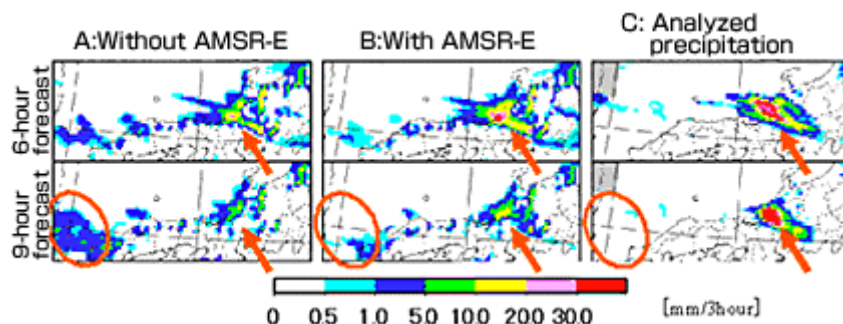 A:Without AMSR-E
B:With AMSR-E
C: Analyzed
precipitation
6-hour
forecast
9-hour
forecast
0 0.5 1.0 5.0 10.0 20.0 30.0
[mm/3hour]